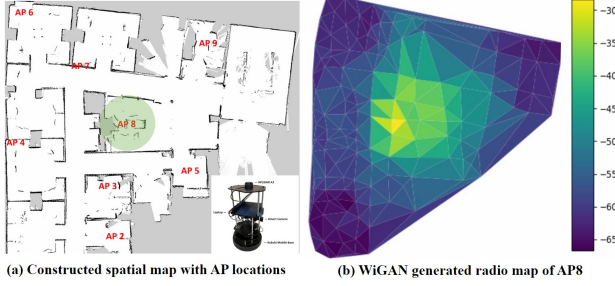 AP 6
AP 7
AP 9
AP 8
AP 4
AP 5
AP 3
AP 2
Laptop
(a) Constructed spatial map with AP locations
−30
−35
−40
−45
−50
−55
−60
−65
(b) WiGAN generated radio map of AP8